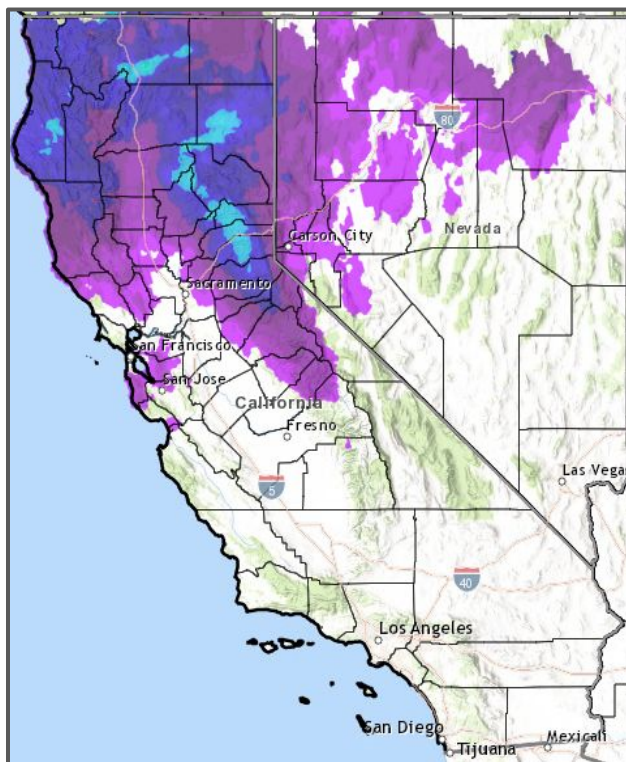 80
Carson City
Nevada
Sacramento
San Francisco
San Jose
California
Fresno
5
Las Vegas
40
Los Angeles
San Diego
Tijuana
Mexicali